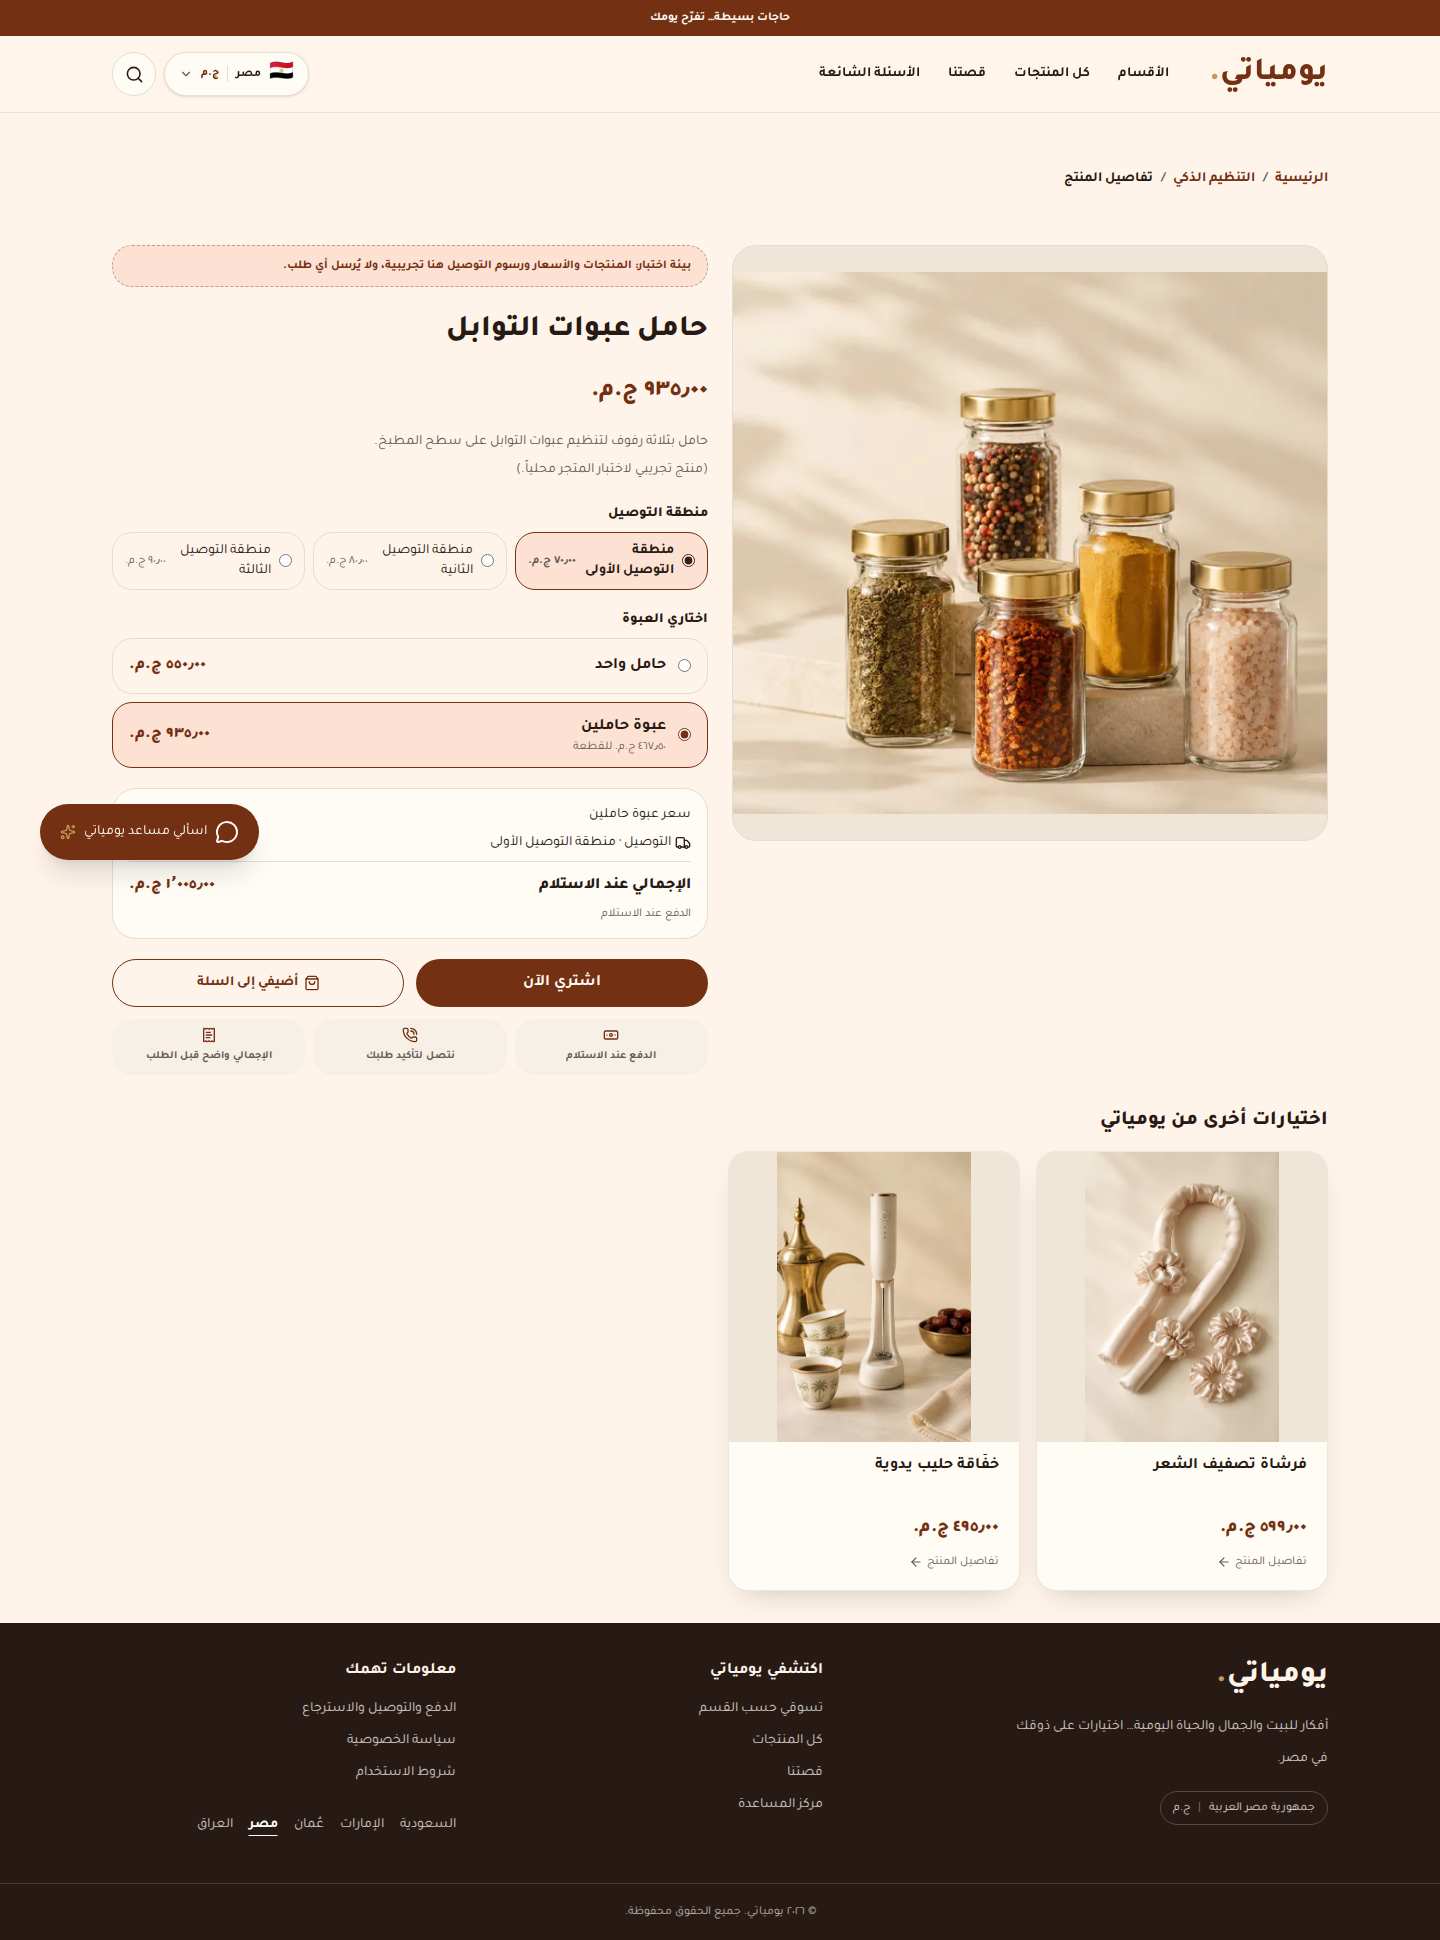 حاجات بسيطة… تفرّح يومك
يومياتي.
الأقسام
كل المنتجات
قصتنا
الأسئلة الشائعة
مصر
ج.م
الرئيسية / التنظيم الذكي / تفاصيل المنتج
بيئة اختبار: المنتجات والأسعار ورسوم التوصيل هنا تجريبية، ولا يُرسل أي طلب.
حامل عبوات التوابل
٩٣٥٫٠٠ ج.م.
حامل بثلاثة رفوف لتنظيم عبوات التوابل على سطح المطبخ.
(منتج تجريبي لاختبار المتجر محلياً.)
منطقة التوصيل
منطقة التوصيل الأولى
٧٠٫٠٠ ج.م.
منطقة التوصيل الثانية
٨٠٫٠٠ ج.م.
منطقة التوصيل الثالثة
٩٠٫٠٠ ج.م.
اختاري العبوة
حامل واحد
٥٥٠٫٠٠ ج.م.
عبوة حاملين
٤٦٧٫٥٠ ج.م. للقطعة
٩٣٥٫٠٠ ج.م.
سعر عبوة حاملين
التوصيل · منطقة التوصيل الأولى
اسألي مساعد يومياتي
الإجمالي عند الاستلام
١٬٠٠٥٫٠٠ ج.م.
الدفع عند الاستلام
اشتري الآن
أضيفي إلى السلة
الدفع عند الاستلام
نتصل لتأكيد طلبك
الإجمالي واضح قبل الطلب
اختيارات أخرى من يومياتي
فرشاة تصفيف الشعر
٥٩٩٫٠٠ ج.م.
تفاصيل المنتج
خفّاقة حليب يدوية
٤٩٥٫٠٠ ج.م.
تفاصيل المنتج
يومياتي.
أفكار للبيت والجمال والحياة اليومية… اختيارات على ذوقك
في مصر.
جمهورية مصر العربية | ج.م
اكتشفي يومياتي
تسوقي حسب القسم
كل المنتجات
قصتنا
مركز المساعدة
معلومات تهمك
الدفع والتوصيل والاسترجاع
سياسة الخصوصية
شروط الاستخدام
السعودية الإمارات عُمان مصر العراق
© ٢٠٢٦ يومياتي. جميع الحقوق محفوظة.